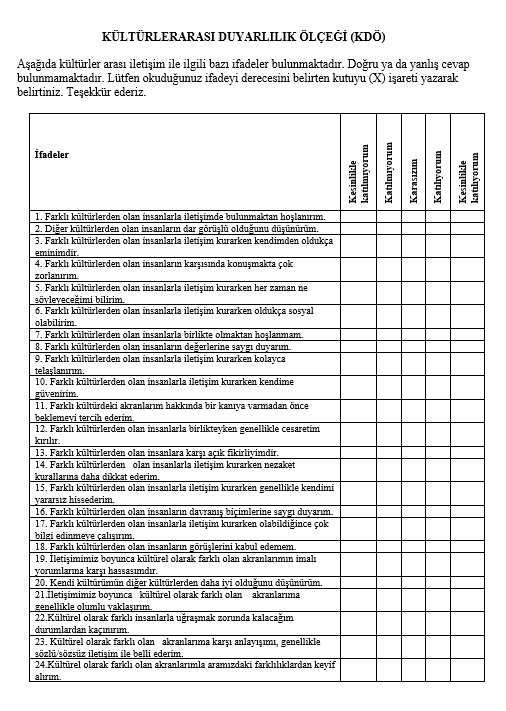 KÜLTÜRLERARASI DUYARLILIK ÖLÇEĞİ (KDÖ)
Aşağıda kültürler arası iletişim ile ilgili bazı ifadeler bulunmaktadır. Doğru ya da yanlış cevap
bulunmamaktadır. Lütfen okuduğunuz ifadeyi derecesini belirten kutuyu (X) işareti yazarak
belirtiniz. Teşekkür ederiz.
İfadeler
Kesinlikle
katılmıyorum
Katılmıyorum
Kararsızım
Katılıyorum
Kesinlikle
katılıyorum
1. Farklı kültürlerden olan insanlarla iletişimde bulunmaktan hoşlanırım.
2. Diğer kültürlerden olan insanların dar görüşlü olduğunu düşünürüm.
3. Farklı kültürlerden olan insanlarla iletişim kurarken kendimden oldukça
eminimdir.
4. Farklı kültürlerden olan insanların karşısında konuşmakta çok
zorlanırım.
5. Farklı kültürlerden olan insanlarla iletişim kurarken her zaman ne
söyleyeceğimi bilirim.
6. Farklı kültürlerden olan insanlarla iletişim kurarken oldukça sosyal
olabilirim.
7. Farklı kültürlerden olan insanlarla birlikte olmaktan hoşlanmam.
8. Farklı kültürlerden olan insanların değerlerine saygı duyarım.
9. Farklı kültürlerden olan insanlarla iletişim kurarken kolayca
telaşlanırım.
10. Farklı kültürlerden olan insanlarla iletişim kurarken kendime
güvenirim.
11. Farklı kültürdeki akranlarım hakkında bir kanıya varmadan önce
beklemeyi tercih ederim.
12. Farklı kültürlerden olan insanlarla birlikteyken genellikle cesaretim
kırılır.
13. Farklı kültürlerden olan insanlara karşı açık fikirliyimdir.
14. Farklı kültürlerden olan insanlarla iletişim kurarken nezaket
kurallarına daha dikkat ederim.
15. Farklı kültürlerden olan insanlarla iletişim kurarken genellikle kendimi
yararsız hissederim.
16. Farklı kültürlerden olan insanların davranış biçimlerine saygı duyarım.
17. Farklı kültürlerden olan insanlarla iletişim kurarken olabildiğince çok
bilgi edinmeye çalışırım.
18. Farklı kültürlerden olan insanların görüşlerini kabul edemem.
19. İletişimimiz boyunca kültürel olarak farklı olan akranlarımın imalı
yorumlarına karşı hassasımdır.
20. Kendi kültürümün diğer kültürlerden daha iyi olduğunu düşünürüm.
21.İletişimimiz boyunca kültürel olarak farklı olan akranlarıma
genellikle olumlu yaklaşırım.
22.Kültürel olarak farklı insanlarla uğraşmak zorunda kalacağım
durumlardan kaçınırım.
23. Kültürel olarak farklı olan akranlarıma karşı anlayışımı, genellikle
sözlü/sözsüz iletişim ile belli ederim.
24.Kültürel olarak farklı olan akranlarımla aramızdaki farklılıklardan keyif
alırım.